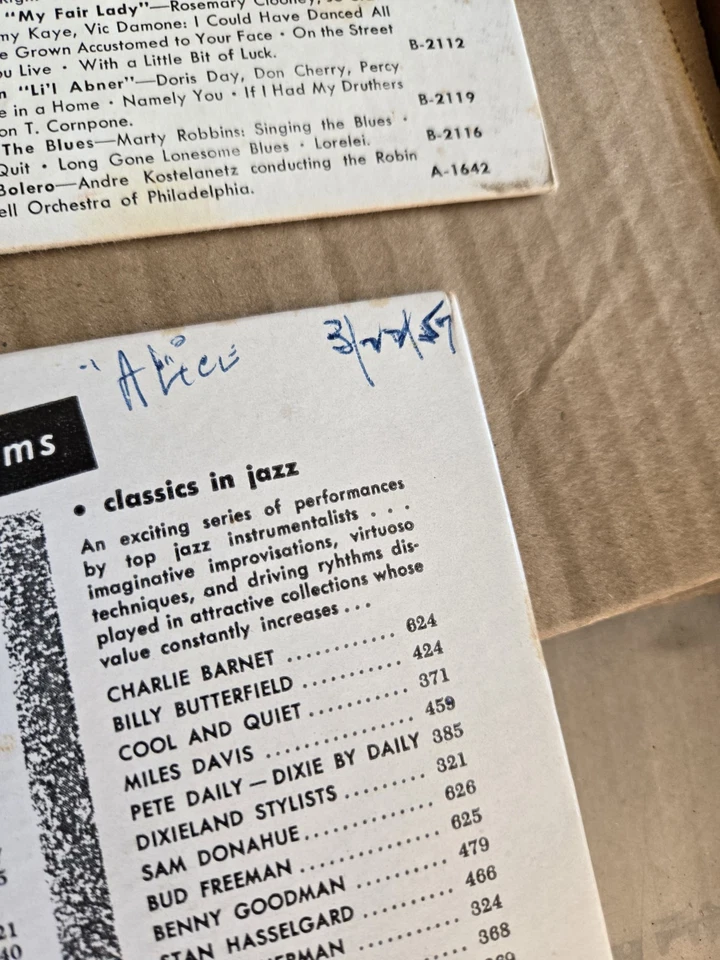 "My Fair Lady"—Rosemary Clooney,
my Kaye, Vic Damone: I Could Have Danced All
e Grown Accustomed to Your Face • On the Street
ou Live • With a Little Bit of Luck. B-2112
n "Li'l Abner"—Doris Day, Don Cherry, Percy
e in a Home • Namely You • If I Had My Druthers
on T. Cornpone. B-2119
The Blues—Marty Robbins: Singing the Blues •
Quit • Long Gone Lonesome Blues • Lorelei. B-2116
Bolero—Andre Kostelanetz conducting the Robin
ell Orchestra of Philadelphia. A-1642
Alice 3/22/57
ms
• classics in jazz
An exciting series of performances
by top jazz instrumentalists . . .
imaginative improvisations, virtuoso
techniques, and driving ryhthms dis-
played in attractive collections whose
value constantly increases . . .
CHARLIE BARNET ........... 624
BILLY BUTTERFIELD .......... 424
COOL AND QUIET .......... 371
MILES DAVIS .............. 459
PETE DAILY — DIXIE BY DAILY 385
DIXIELAND STYLISTS ......... 321
SAM DONAHUE ............. 626
BUD FREEMAN ............. 625
BENNY GOODMAN .......... 479
STAN HASSELGARD .......... 466
ERMAN .......... 324
368
21
40